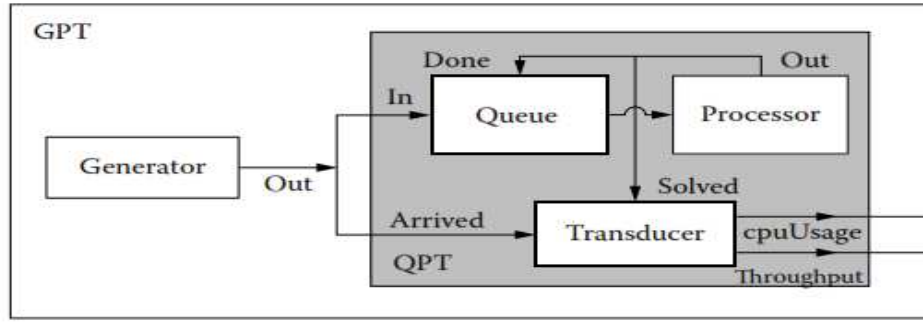 GPT
Done
Out
In
Queue
Processor
Generator
Out
Solved
Arrived
Transducer
cpuUsage
QPT
Throughput